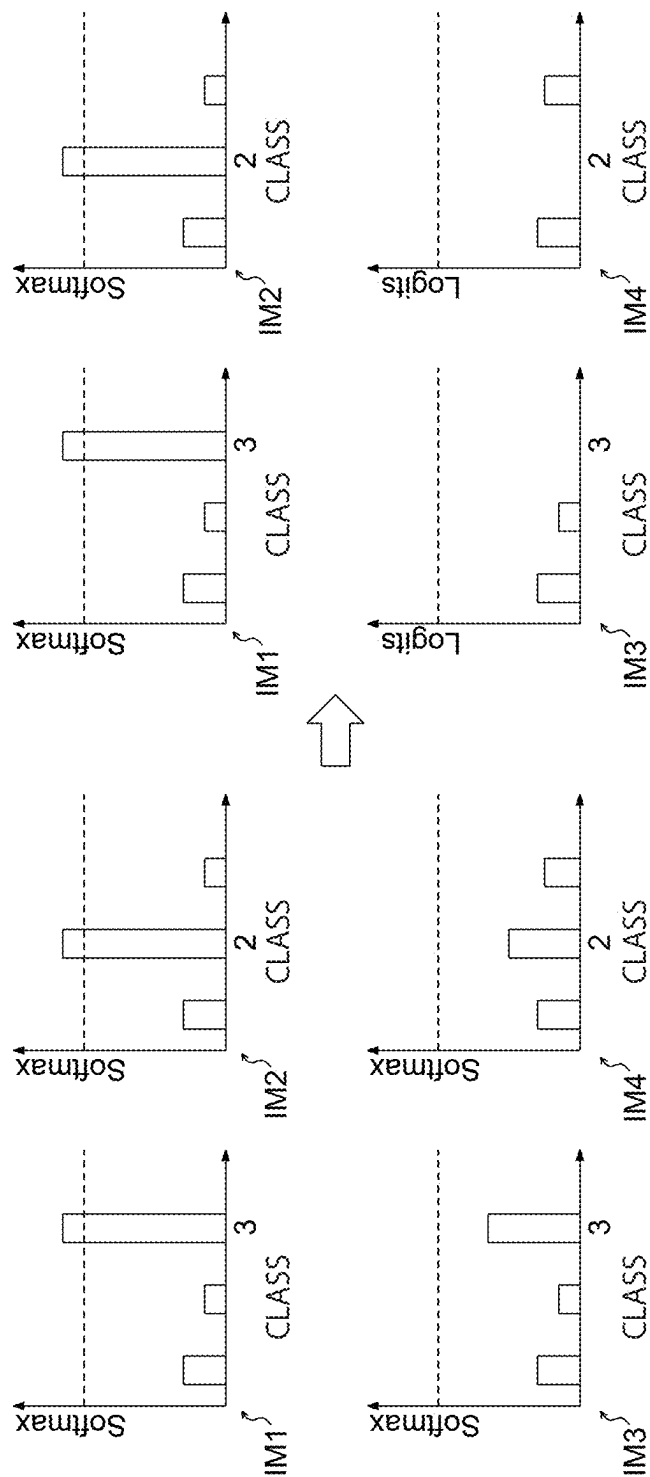 Softmax
3
CLASS
IM1
Softmax
2
CLASS
IM2
Softmax
3
CLASS
IM1
Softmax
2
CLASS
IM2
Softmax
3
CLASS
IM3
Softmax
2
CLASS
IM4
Logits
3
CLASS
IM3
Logits
2
CLASS
IM4